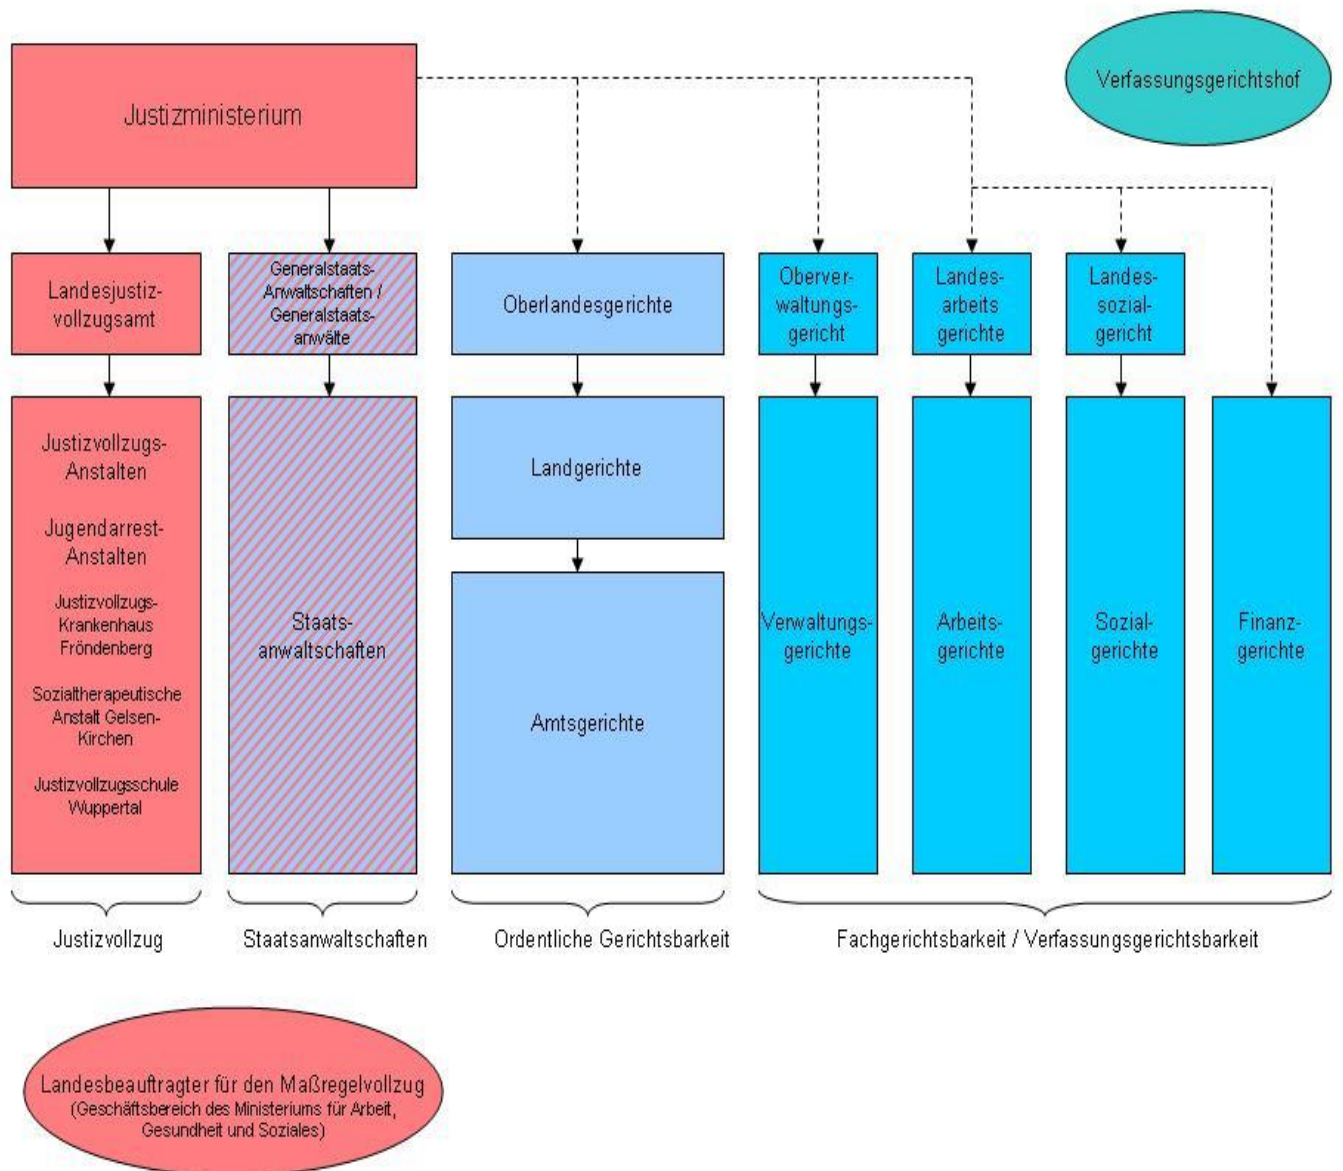 Justizministerium
Verfassungsgerichtshof
Landesjustiz-
vollzugsamt
Generalstaats-
Anwaltschaften /
Generalstaats-
anwälte
Oberlandesgerichte
Oberver-
waltungs-
gericht
Landes-
arbeits
gerichte
Landes-
sozial-
gericht
Justizvollzugs-
Anstalten
Jugendarrest-
Anstalten
Justizvollzugs-
Krankenhaus
Fröndenberg
Sozialtherapeutische
Anstalt Gelsen-
Kirchen
Justizvollzugsschule
Wuppertal
Staats-
anwaltschaften
Landgerichte
Amtsgerichte
Verwaltungs-
gerichte
Arbeits-
gerichte
Sozial-
gerichte
Finanz-
gerichte
Justizvollzug
Staatsanwaltschaften
Ordentliche Gerichtsbarkeit
Fachgerichtsbarkeit / Verfassungsgerichtsbarkeit
Landesbeauftragter für den Maßregelvollzug
(Geschäftsbereich des Ministeriums für Arbeit,
Gesundheit und Soziales)